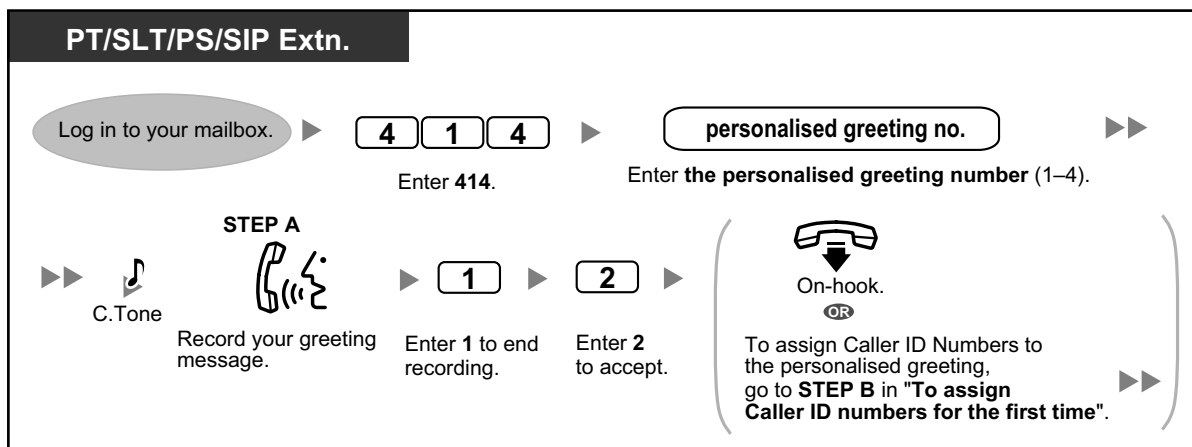 PT/SLT/PS/SIP Extn.
Log in to your mailbox.
4 1 4
Enter 414.
personalised greeting no.
Enter the personalised greeting number (1–4).
C.Tone
STEP A
Record your greeting
message.
1
Enter 1 to end
recording.
2
Enter 2
to accept.
On-hook.
OR
To assign Caller ID Numbers to
the personalised greeting,
go to STEP B in "To assign
Caller ID numbers for the first time".